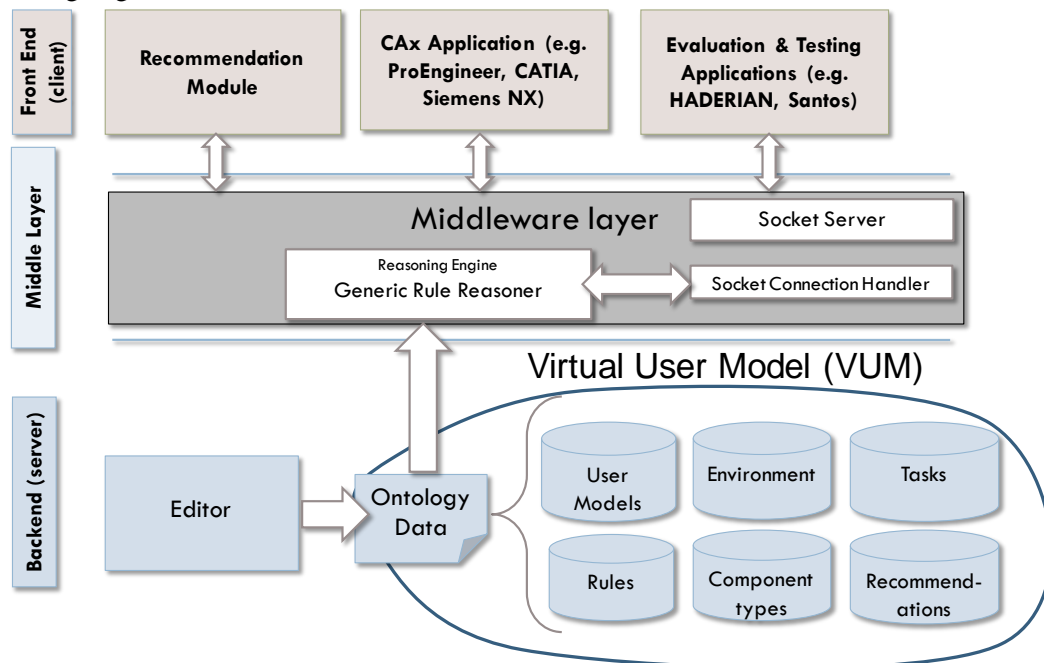 Front End
(client)
Recommendation
Module
CAx Application (e.g.
ProEngineer, CATIA,
Siemens NX)
Evaluation & Testing
Applications (e.g.
HADERIAN, Santos)
Middle Layer
Middleware layer
Socket Server
Reasoning Engine
Generic Rule Reasoner
Socket Connection Handler
Virtual User Model (VUM)
Backend (server)
Editor
Ontology
Data
User
Models
Environment
Tasks
Rules
Component
types
Recommend-
ations